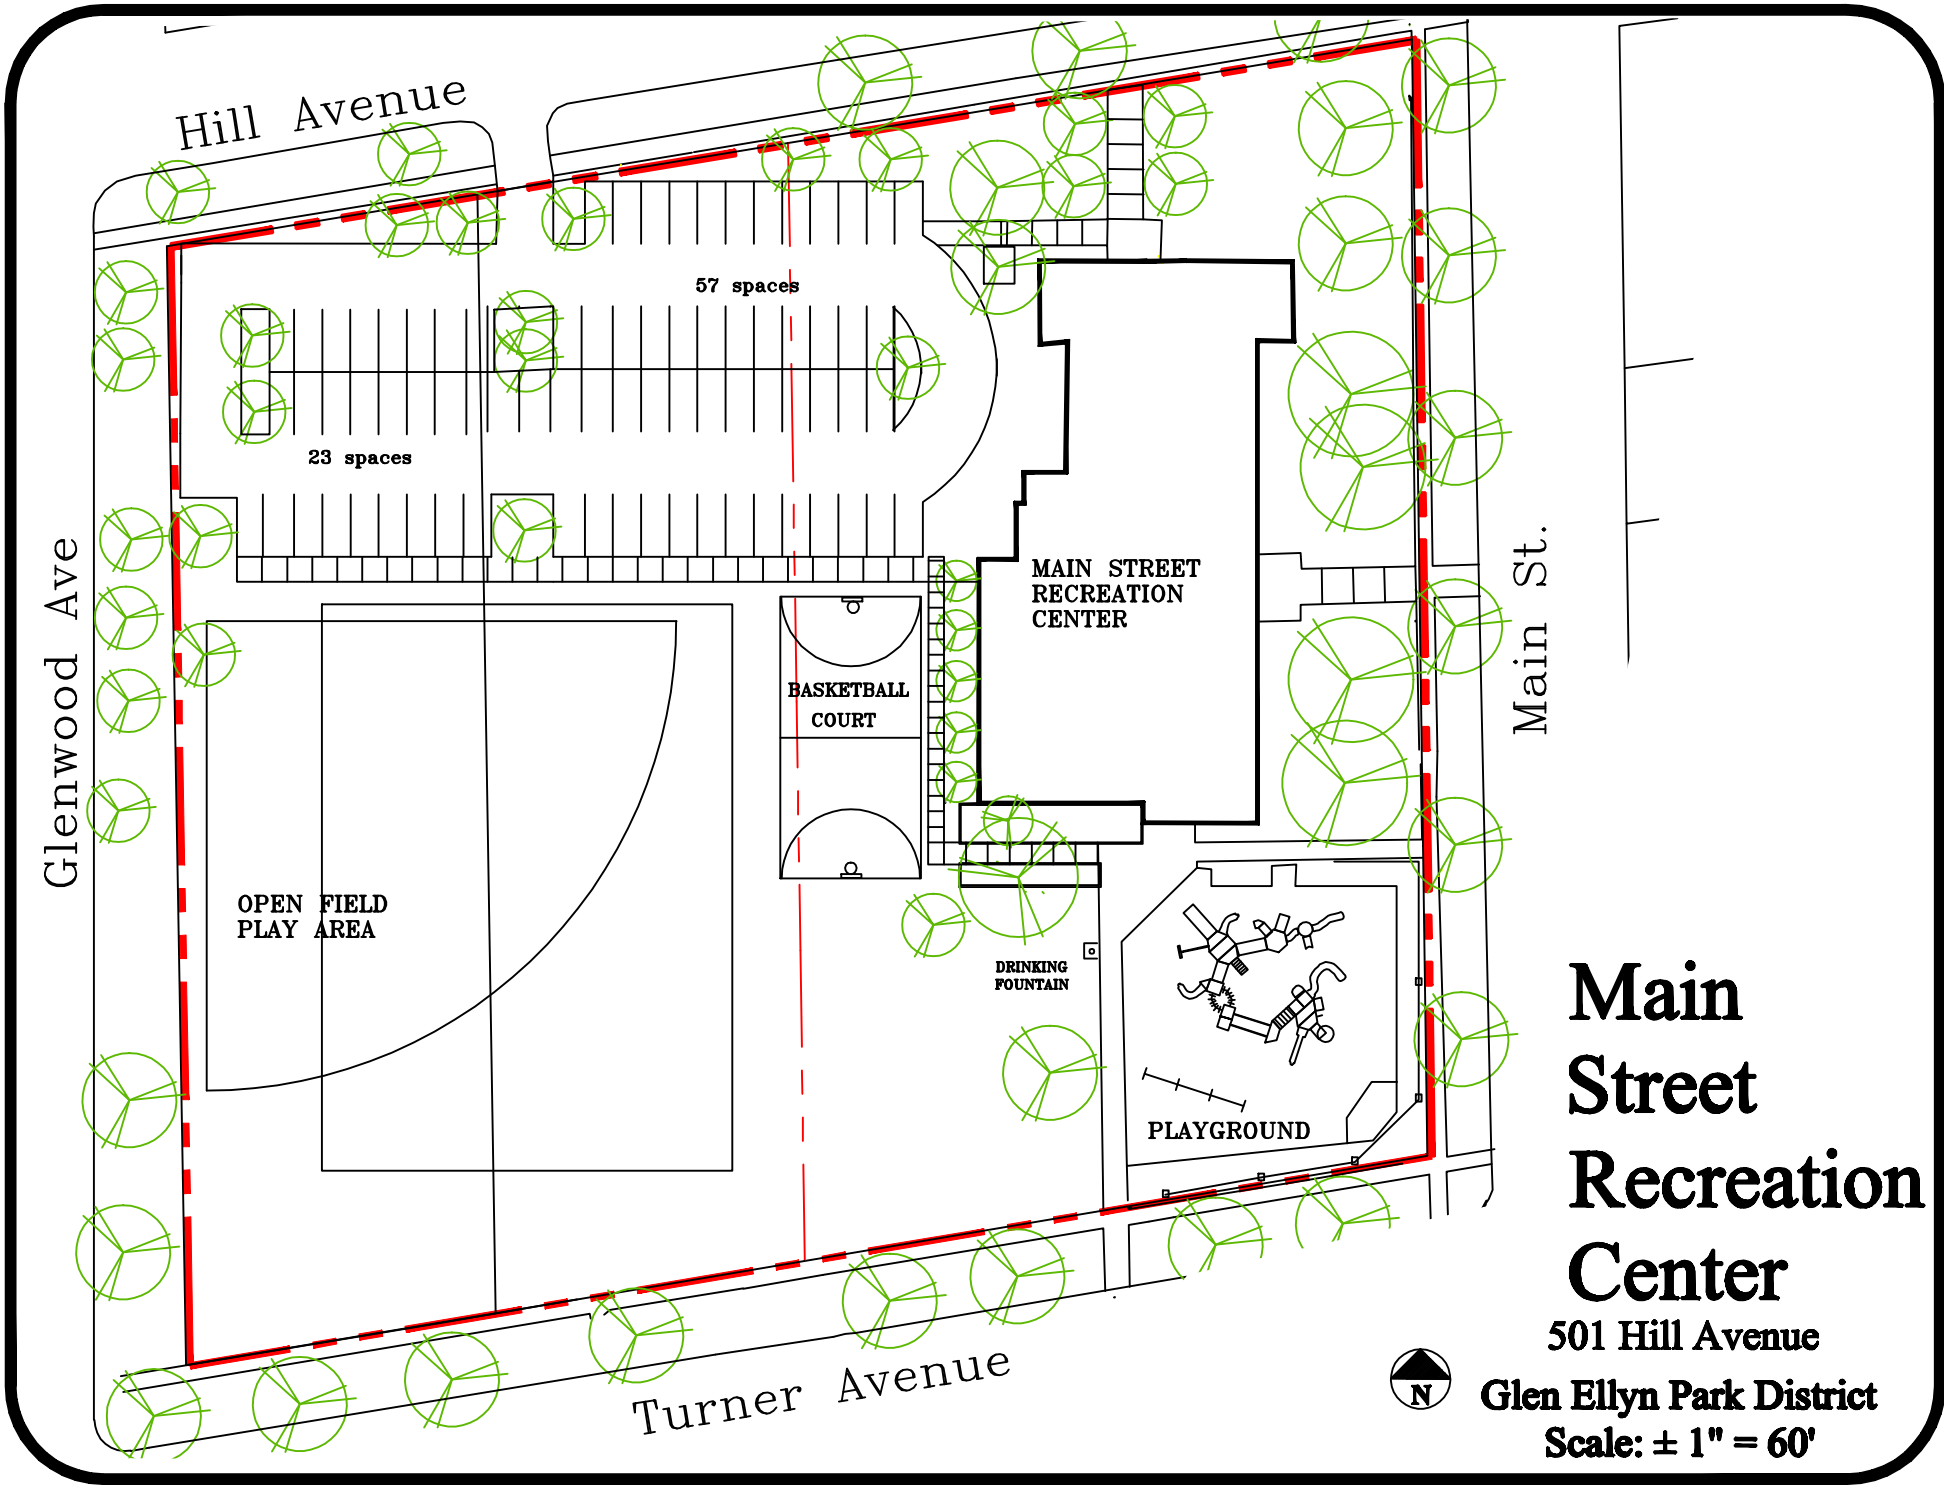 Hill Avenue
57 spaces
23 spaces
Glenwood Ave
MAIN STREET
RECREATION
CENTER
Main St.
BASKETBALL
COURT
OPEN FIELD
PLAY AREA
DRINKING
FOUNTAIN
PLAYGROUND
Turner Avenue
Main
Street
Recreation
Center
501 Hill Avenue
N
Glen Ellyn Park District
Scale: ± 1" = 60'